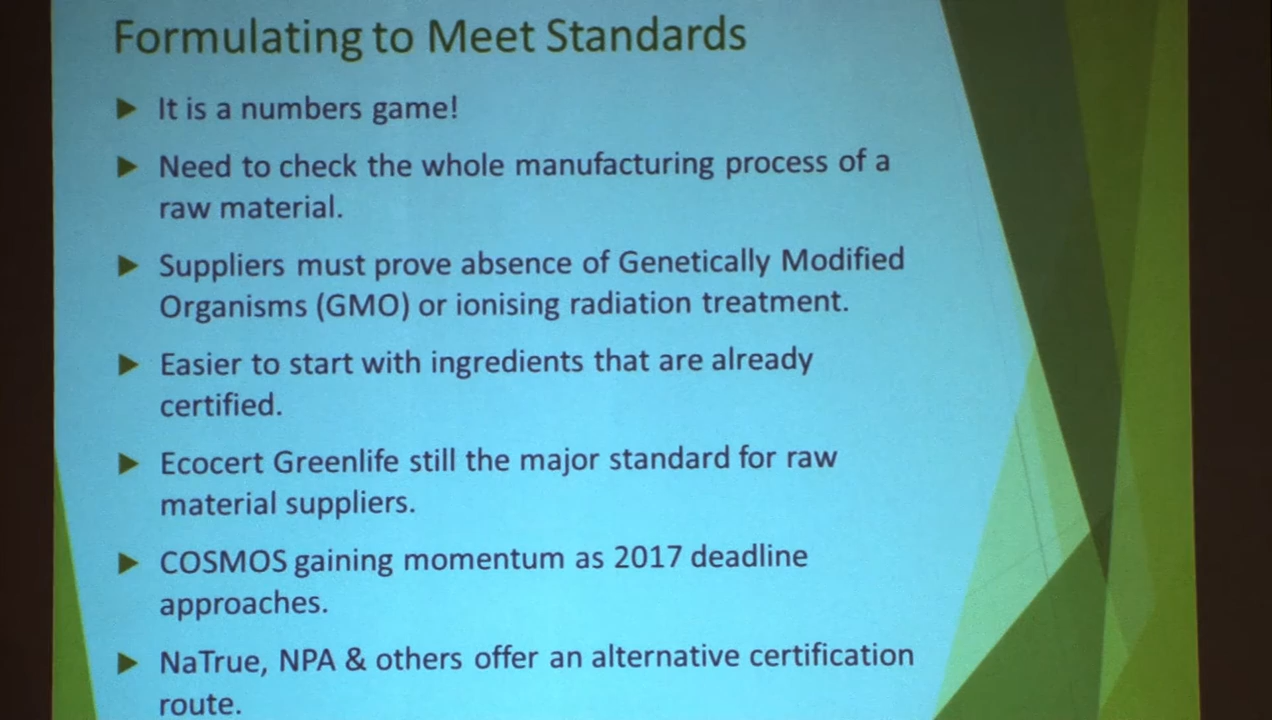 Formulating to Meet Standards
It is a numbers game!
Need to check the whole manufacturing process of a
raw material.
Suppliers must prove absence of Genetically Modified
Organisms (GMO) or ionising radiation treatment.
Easier to start with ingredients that are already
certified.
Ecocert Greenlife still the major standard for raw
material suppliers.
COSMOS gaining momentum as 2017 deadline
approaches.
NaTrue, NPA & others offer an alternative certification
route.